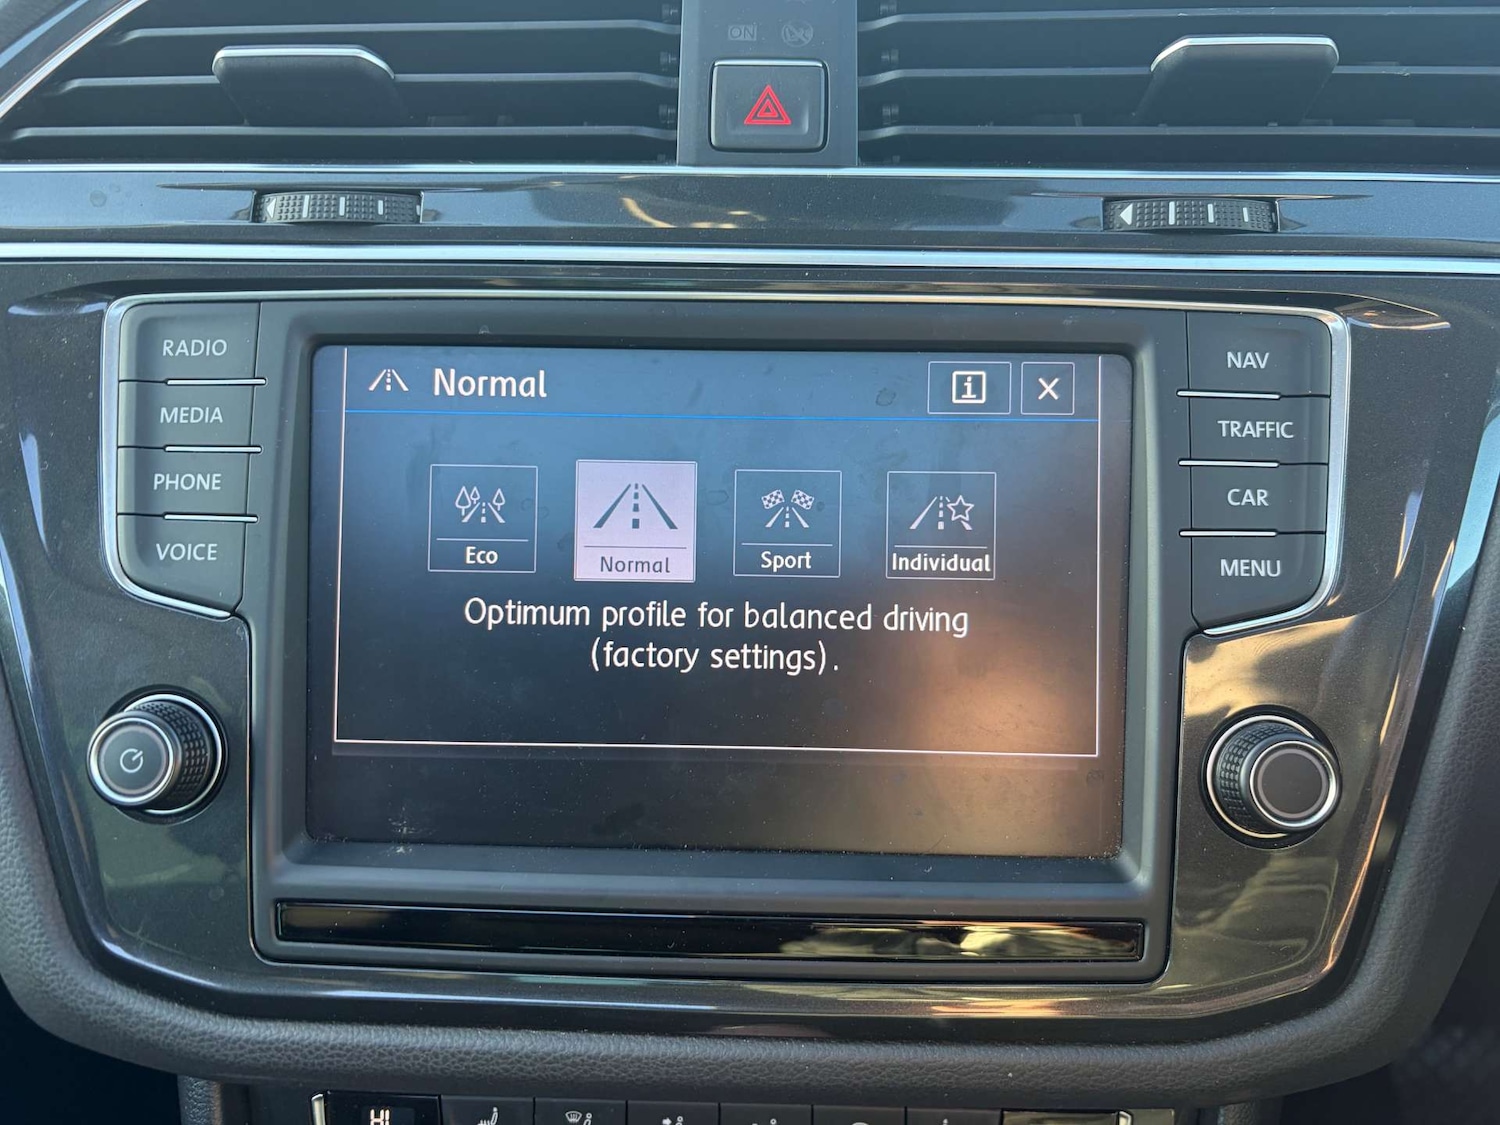 ON
RADIO
MEDIA
PHONE
VOICE
Normal
i
Eco
Normal
Sport
Individual
Optimum profile for balanced driving
(factory settings).
NAV
TRAFFIC
CAR
MENU
HI